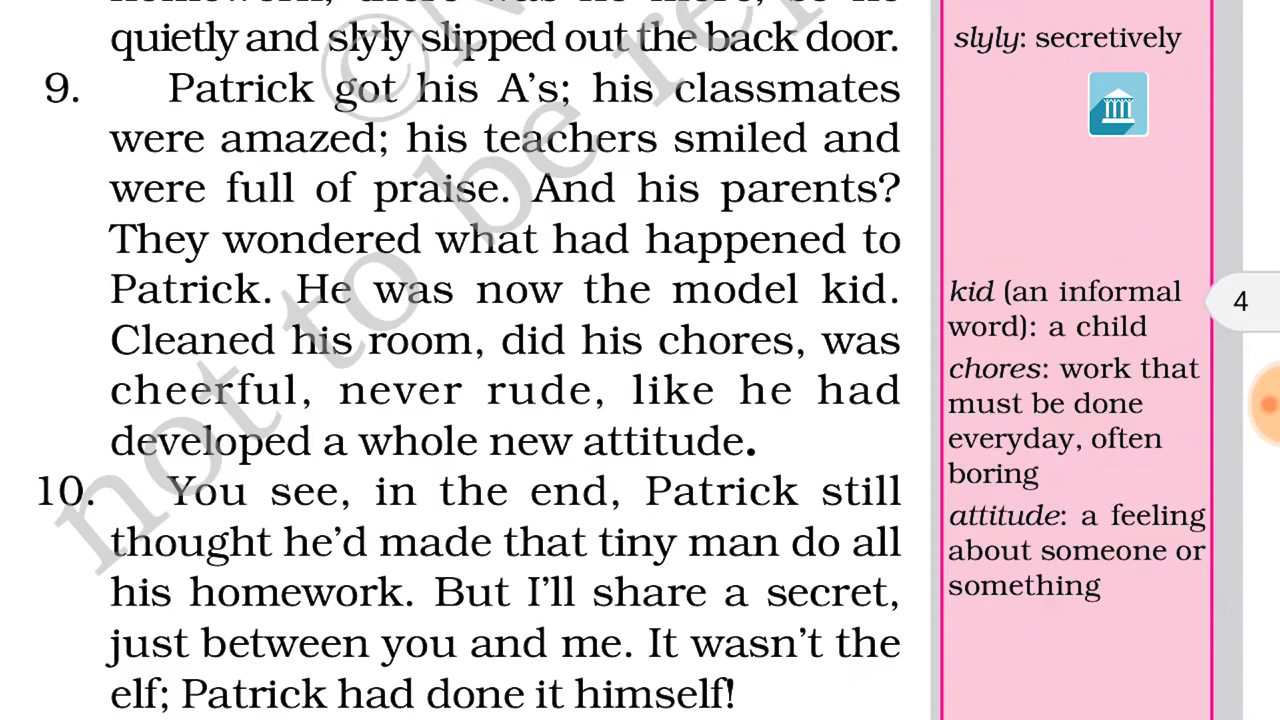 quietly and slyly slipped out the back door.
9. Patrick got his A's; his classmates
were amazed; his teachers smiled and
were full of praise. And his parents?
They wondered what had happened to
Patrick. He was now the model kid.
Cleaned his room, did his chores, was
cheerful, never rude, like he had
developed a whole new attitude.
10. You see, in the end, Patrick still
thought he'd made that tiny man do all
his homework. But I'll share a secret,
just between you and me. It wasn't the
elf; Patrick had done it himself!
slyly: secretively
kid (an informal
word): a child
chores: work that
must be done
everyday, often
boring
attitude: a feeling
about someone or
something
4
not to be